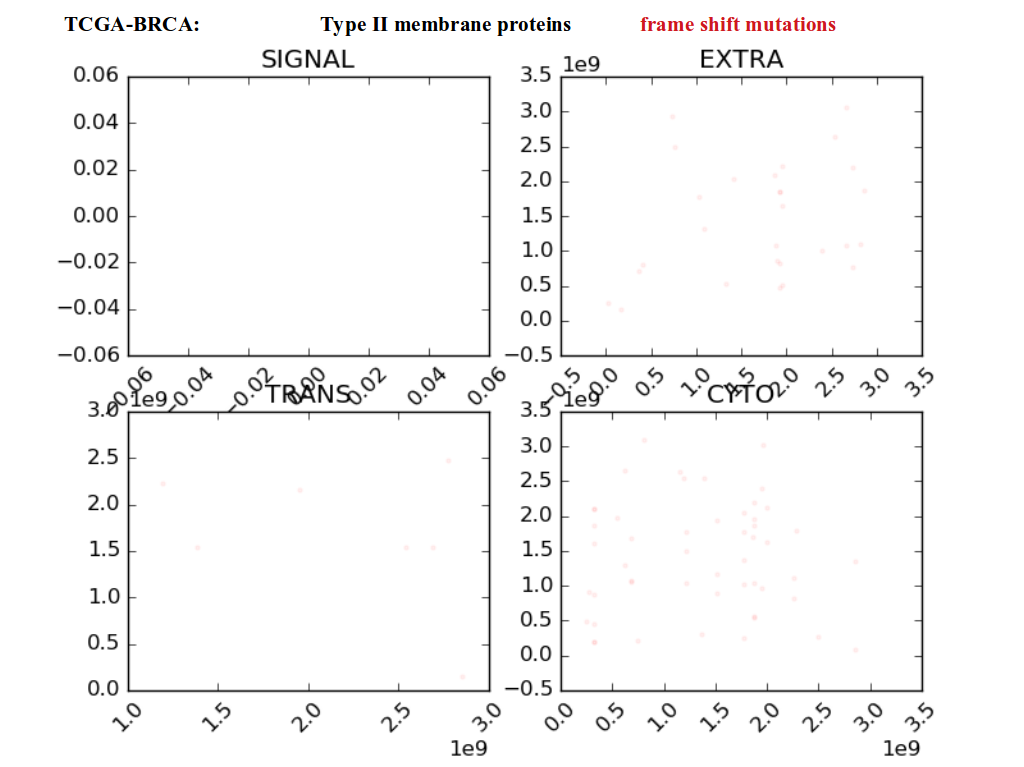 TCGA-BRCA: Type II membrane proteins frame shift mutations
SIGNAL
0.06
0.04
0.02
0.00
−0.02
−0.04
−0.06
−0.06 −0.04 −0.02 0.00 0.02 0.04 0.06
1e9 EXTRA
3.5
3.0
2.5
2.0
1.5
1.0
0.5
0.0
−0.5
−0.5 0.0 0.5 1.0 1.5 2.0 2.5 3.0 3.5
1e9 TRANS
3.0
2.5
2.0
1.5
1.0
0.5
0.0
1.0 1.5 2.0 2.5 3.0
1e9
1e9 CYTO
3.5
3.0
2.5
2.0
1.5
1.0
0.5
0.0
−0.5
0.0 0.5 1.0 1.5 2.0 2.5 3.0 3.5
1e9